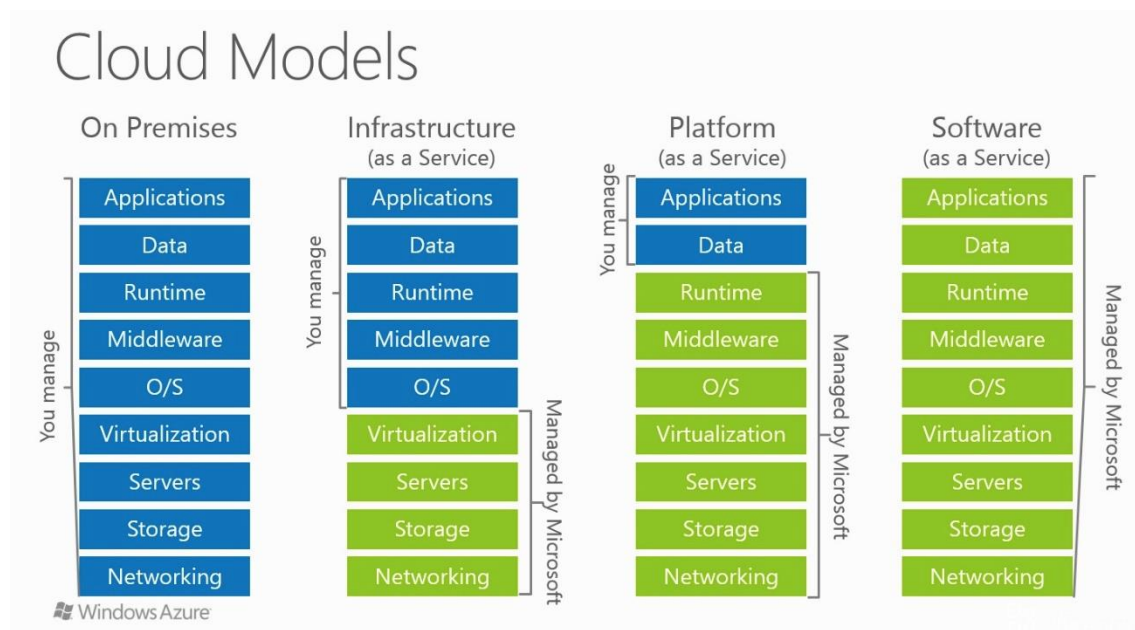 Cloud Models
On Premises
You manage
Applications
Data
Runtime
Middleware
O/S
Virtualization
Servers
Storage
Networking
Infrastructure
(as a Service)
You manage
Applications
Data
Runtime
Middleware
O/S
Virtualization
Servers
Storage
Networking
Managed by Microsoft
Platform
(as a Service)
You manage
Applications
Data
Runtime
Middleware
O/S
Virtualization
Servers
Storage
Networking
Managed by Microsoft
Software
(as a Service)
Applications
Data
Runtime
Middleware
O/S
Virtualization
Servers
Storage
Networking
Managed by Microsoft
Windows Azure